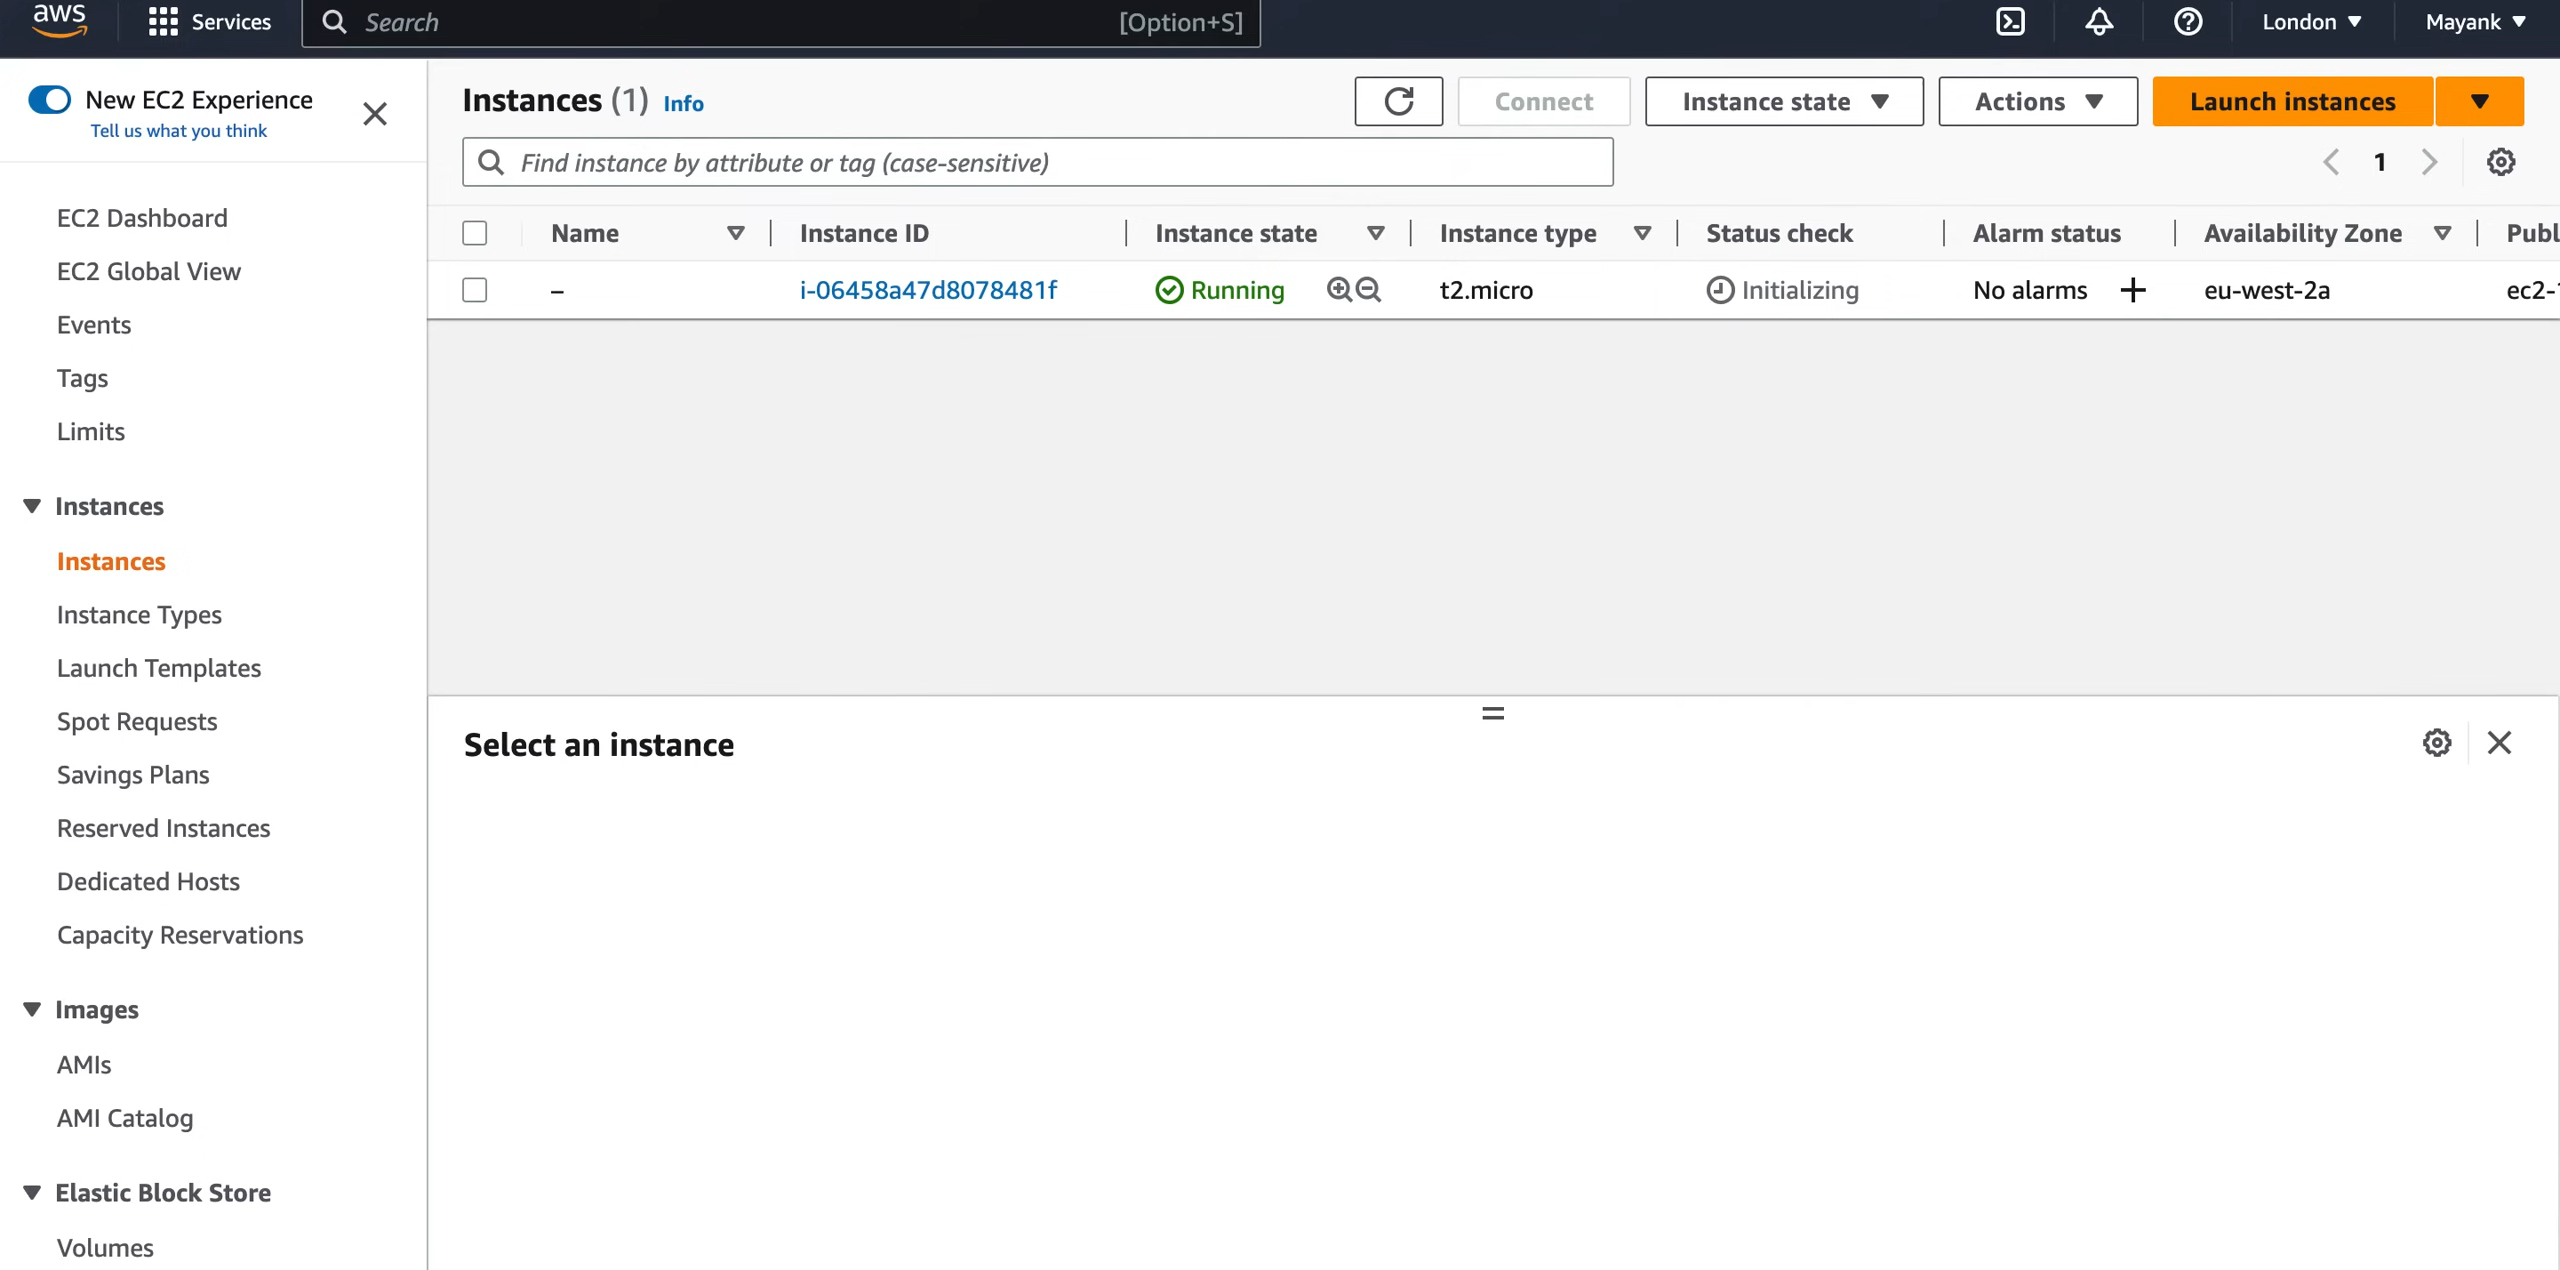 aws
Services
Search
[Option+S]
London
Mayank
New EC2 Experience
Tell us what you think
EC2 Dashboard
EC2 Global View
Events
Tags
Limits
Instances
Instances
Instance Types
Launch Templates
Spot Requests
Savings Plans
Reserved Instances
Dedicated Hosts
Capacity Reservations
Images
AMIs
AMI Catalog
Elastic Block Store
Volumes
Instances (1) Info
Connect
Instance state
Actions
Launch instances
Find instance by attribute or tag (case-sensitive)
1
Name Instance ID Instance state Instance type Status check Alarm status Availability Zone Publ
– i-06458a47d8078481f Running t2.micro Initializing No alarms + eu-west-2a ec2-
Select an instance